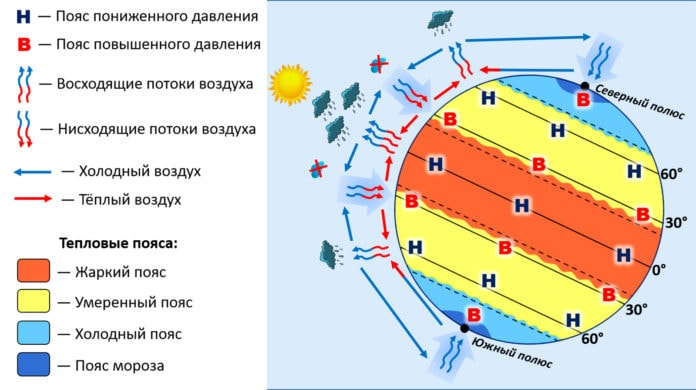 Н — Пояс пониженного давления
В — Пояс повышенного давления
— Восходящие потоки воздуха
— Нисходящие потоки воздуха
— Холодный воздух
— Тёплый воздух
Тепловые пояса:
— Жаркий пояс
— Умеренный пояс
— Холодный пояс
— Пояс мороза
В Северный полюс
Н
Н
Н
60°
В
В
В
30°
Н
Н
Н
0°
В
В
В
30°
Н
Н
Н
60°
В
Южный полюс